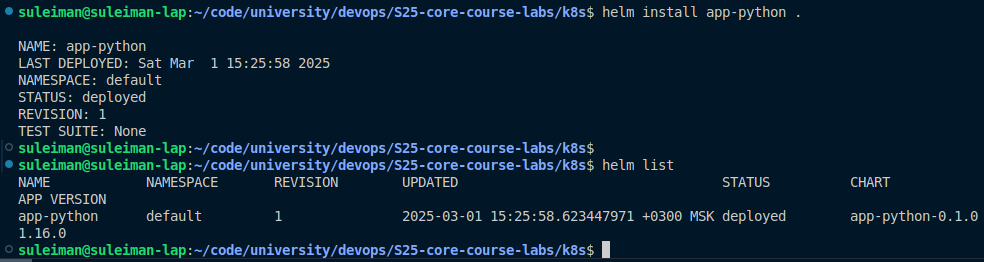 suleiman@suleiman-lap:~/code/university/devops/S25-core-course-labs/k8s$ helm install app-python .
NAME: app-python
LAST DEPLOYED: Sat Mar  1 15:25:58 2025
NAMESPACE: default
STATUS: deployed
REVISION: 1
TEST SUITE: None
suleiman@suleiman-lap:~/code/university/devops/S25-core-course-labs/k8s$
suleiman@suleiman-lap:~/code/university/devops/S25-core-course-labs/k8s$ helm list
NAME            NAMESPACE       REVISION        UPDATED                                 STATUS          CHART
APP VERSION
app-python      default         1               2025-03-01 15:25:58.623447971 +0300 MSK deployed        app-python-0.1.0
1.16.0
suleiman@suleiman-lap:~/code/university/devops/S25-core-course-labs/k8s$